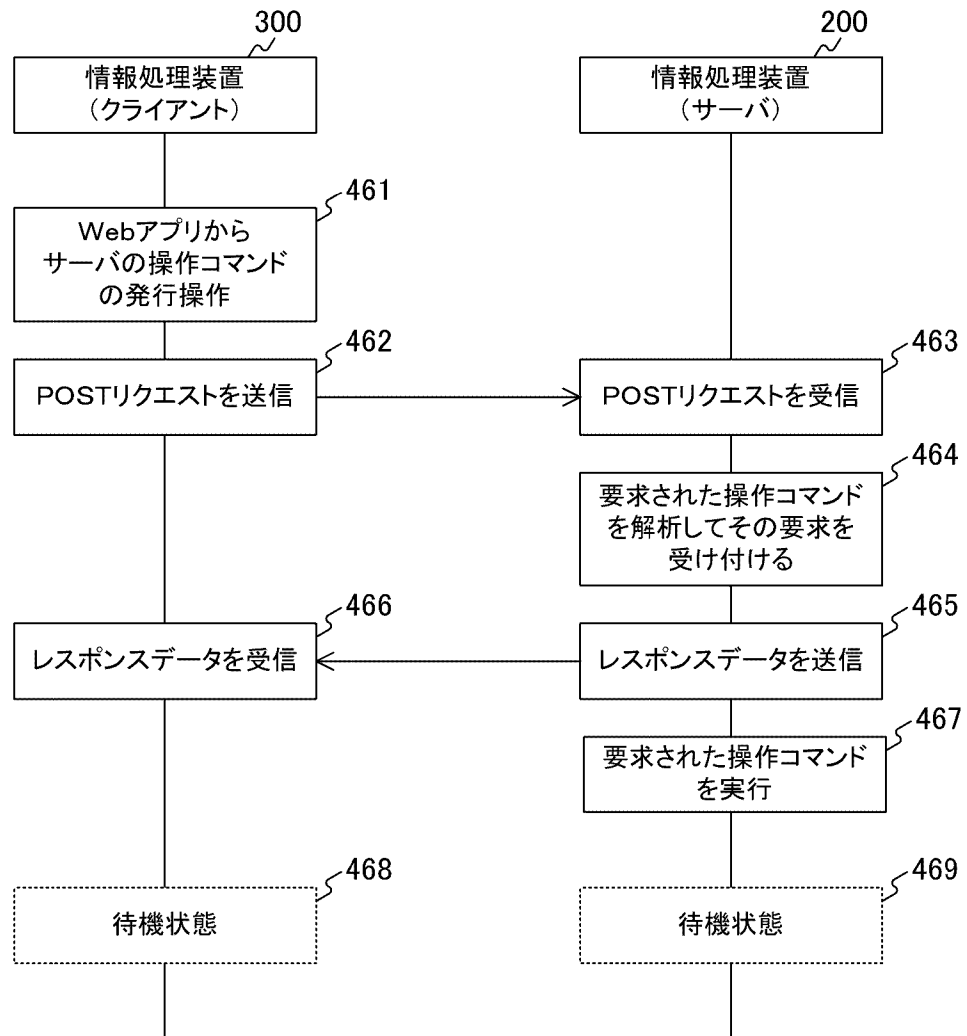 300
情報処理装置
（クライアント）
200
情報処理装置
（サーバ）
461
Webアプリから
サーバの操作コマンド
の発行操作
462
POSTリクエストを送信
463
POSTリクエストを受信
464
要求された操作コマンド
を解析してその要求を
受け付ける
466
レスポンスデータを受信
465
レスポンスデータを送信
467
要求された操作コマンド
を実行
468
待機状態
469
待機状態